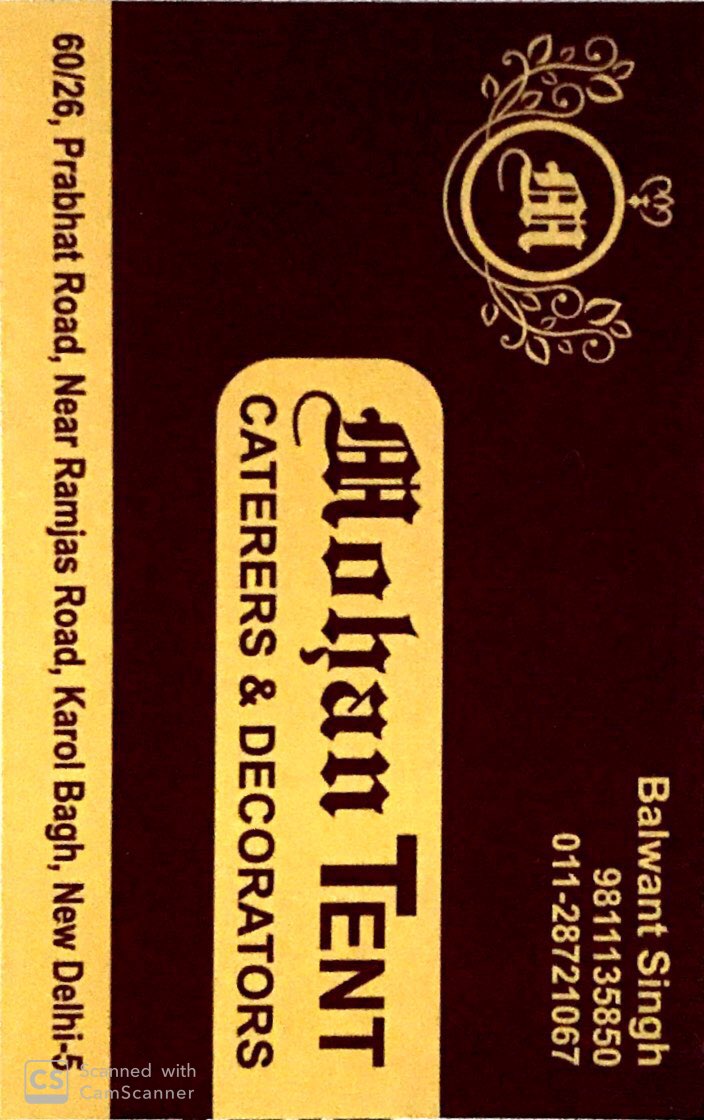 M
Balwant Singh
9811135850
011-28721067
Mohan TENT
CATERERS & DECORATORS
60/26, Prabhat Road, Near Ramjas Road, Karol Bagh, New Delhi-5
CS Scanned with
CamScanner